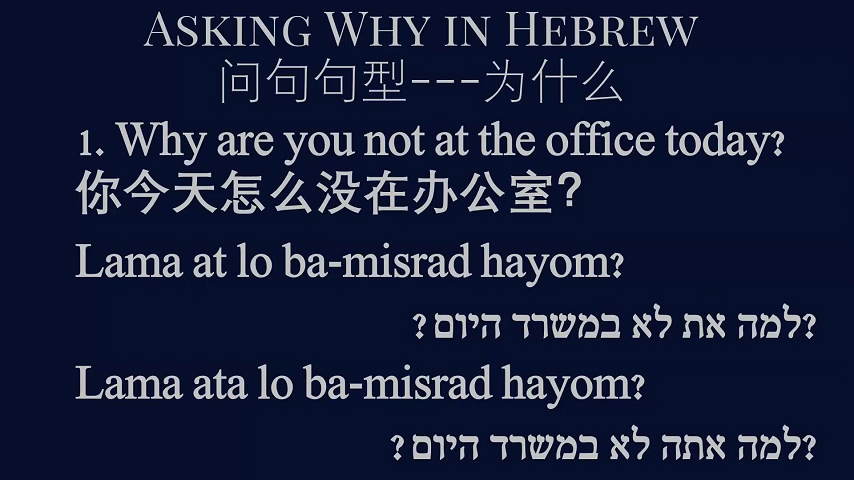 ASKING WHY IN HEBREW
问句句型---为什么
1. Why are you not at the office today?
你今天怎么没在办公室?
Lama at lo ba-misrad hayom?
?למה את לא במשרד היום?
Lama ata lo ba-misrad hayom?
?למה אתה לא במשרד היום?